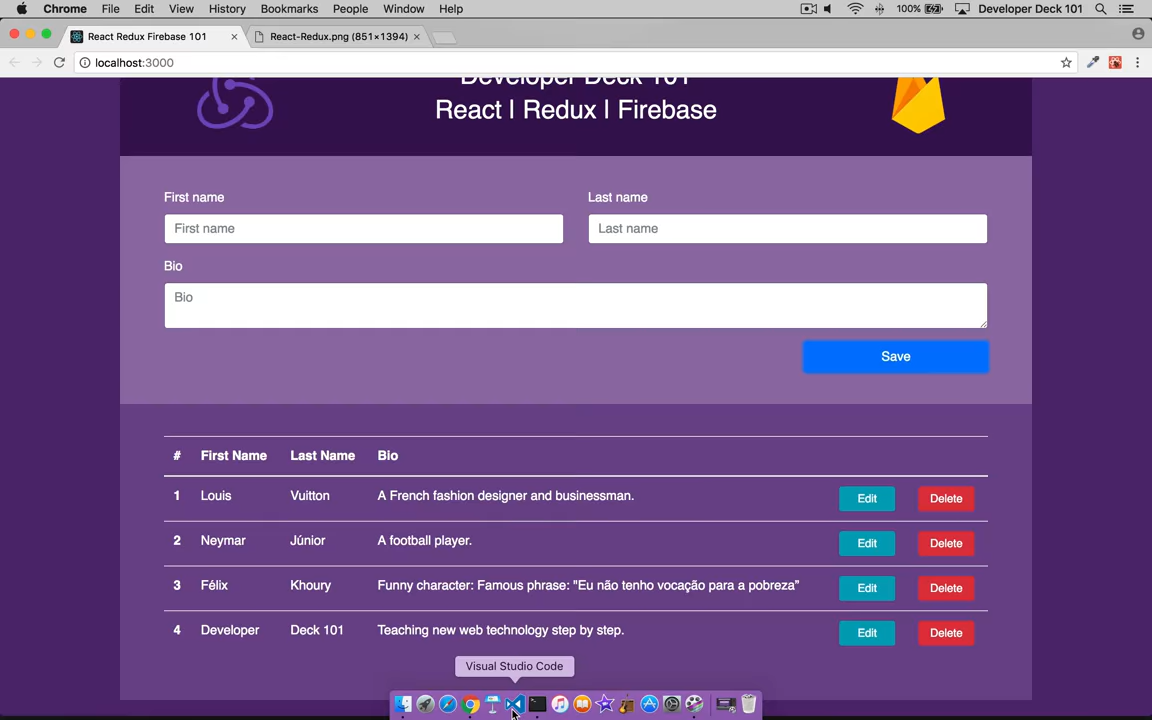 Chrome File Edit View History Bookmarks People Window Help 100% Developer Deck 101
React Redux Firebase 101 React-Redux.png (851×1394)
localhost:3000
Developer Deck 101
React | Redux | Firebase
First name Last name
First name Last name
Bio
Bio
Save
# First Name Last Name Bio
1 Louis Vuitton A French fashion designer and businessman. Edit Delete
2 Neymar Júnior A football player. Edit Delete
3 Félix Khoury Funny character: Famous phrase: "Eu não tenho vocação para a pobreza” Edit Delete
4 Developer Deck 101 Teaching new web technology step by step. Edit Delete
Visual Studio Code